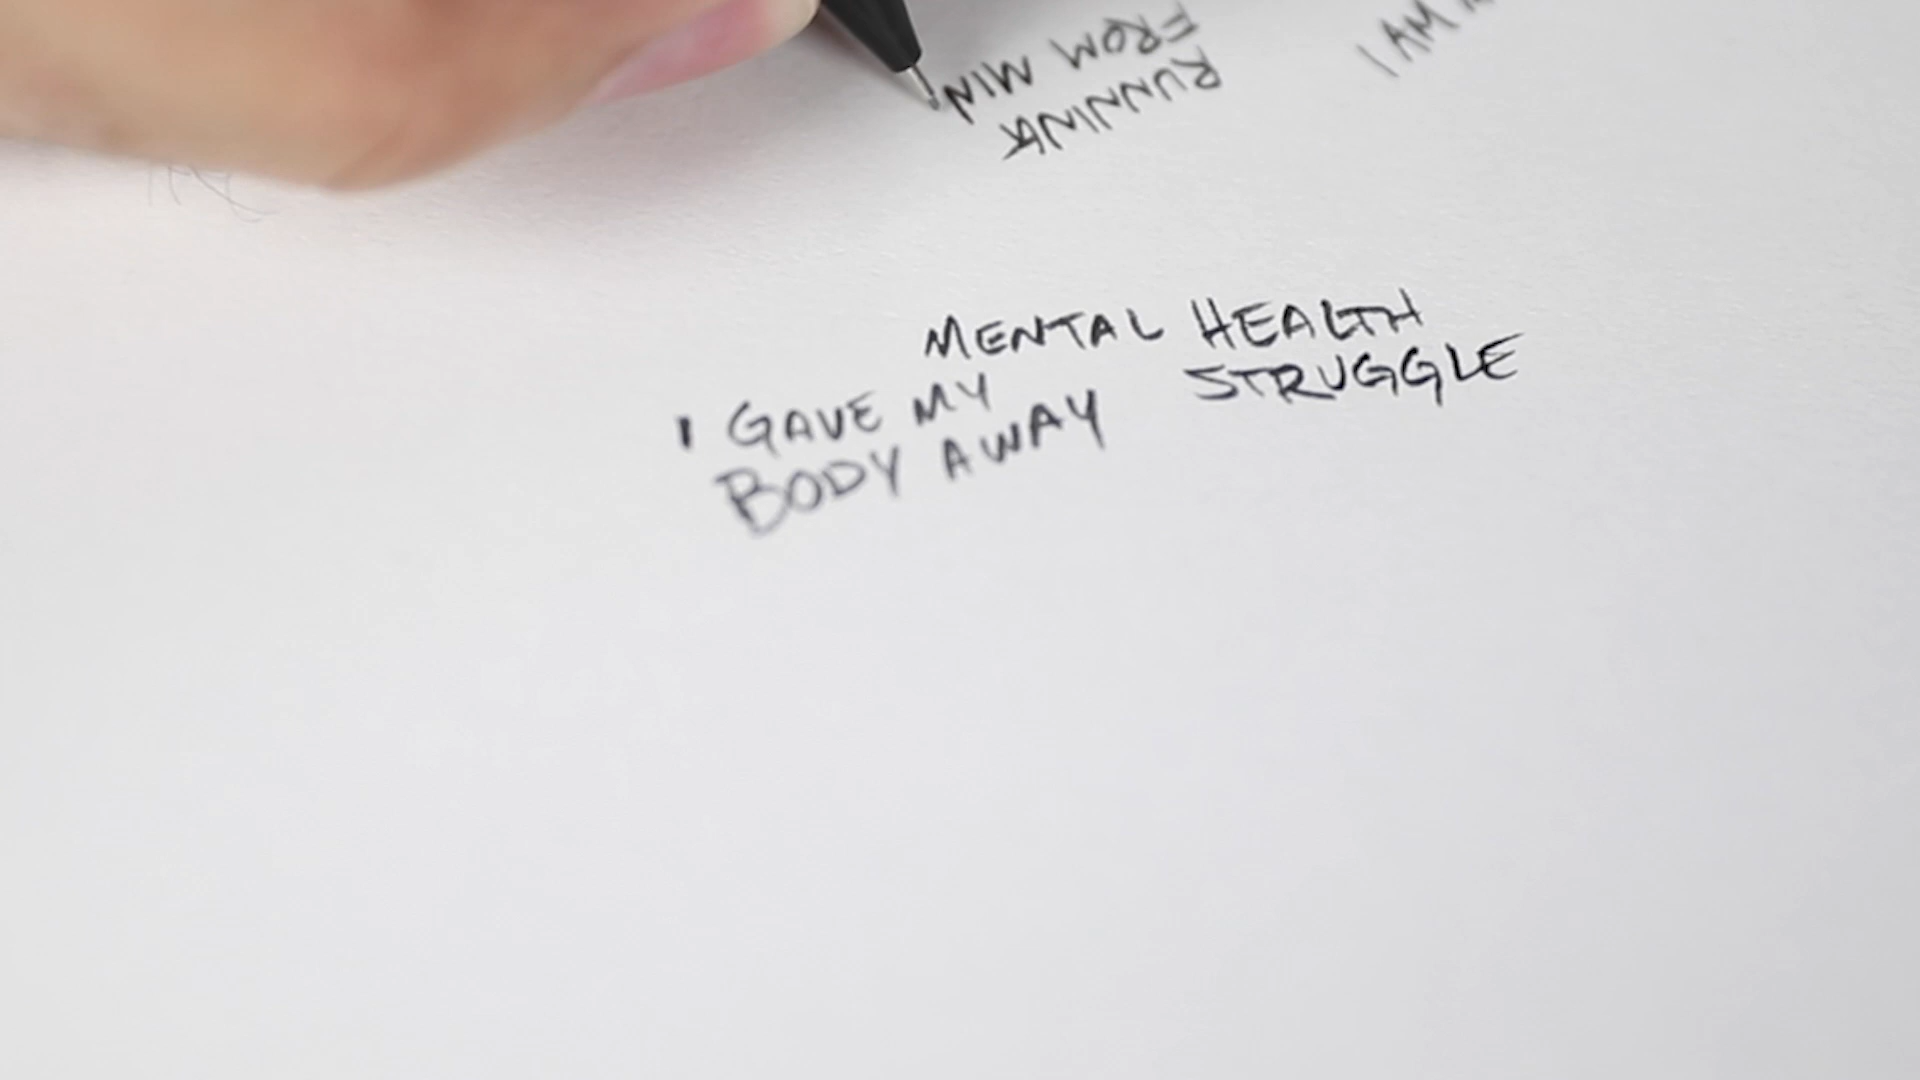 RUNNING
FROM MIN
I AM
MENTAL HEALTH
STRUGGLE
I GAVE MY
BODY AWAY